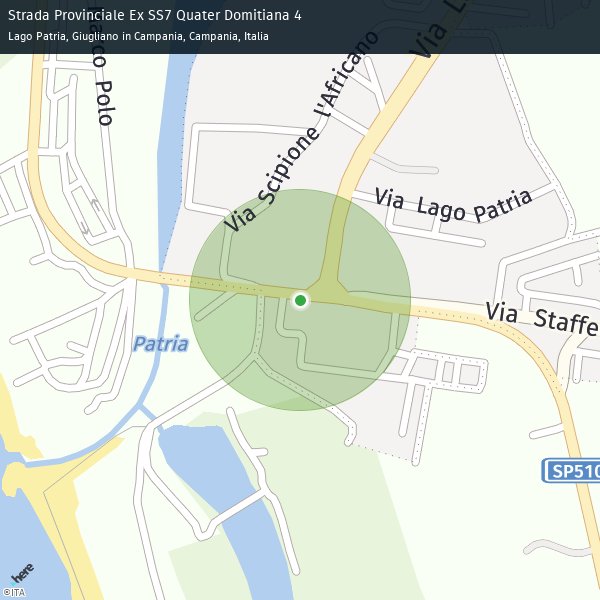 Strada Provinciale Ex SS7 Quater Domitiana 4
Lago Patria, Giugliano in Campania, Campania, Italia
Polo
Via Scipione l'Africano
Via
Via Lago Patria
Via Staffe
Patria
SP510
here
©ITA